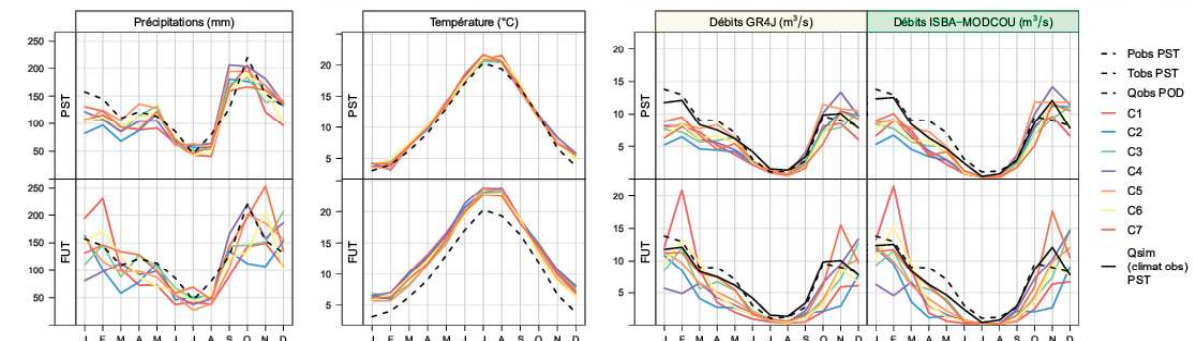 Précipitations (mm)
Température (°C)
Débits GR4J (m³/s)
Débits ISBA−MODCOU (m³/s)
PST
250
200
150
100
50
PST
20
15
10
5
PST
20
15
10
5
FUT
250
200
150
100
50
FUT
20
15
10
5
FUT
20
15
10
5
J F M A M J J A S O N D
J F M A M J J A S O N D
J F M A M J J A S O N D
J F M A M J J A S O N D
Pobs PST
Tobs PST
Qobs POD
C1
C2
C3
C4
C5
C6
C7
Qsim
(climat obs)
PST